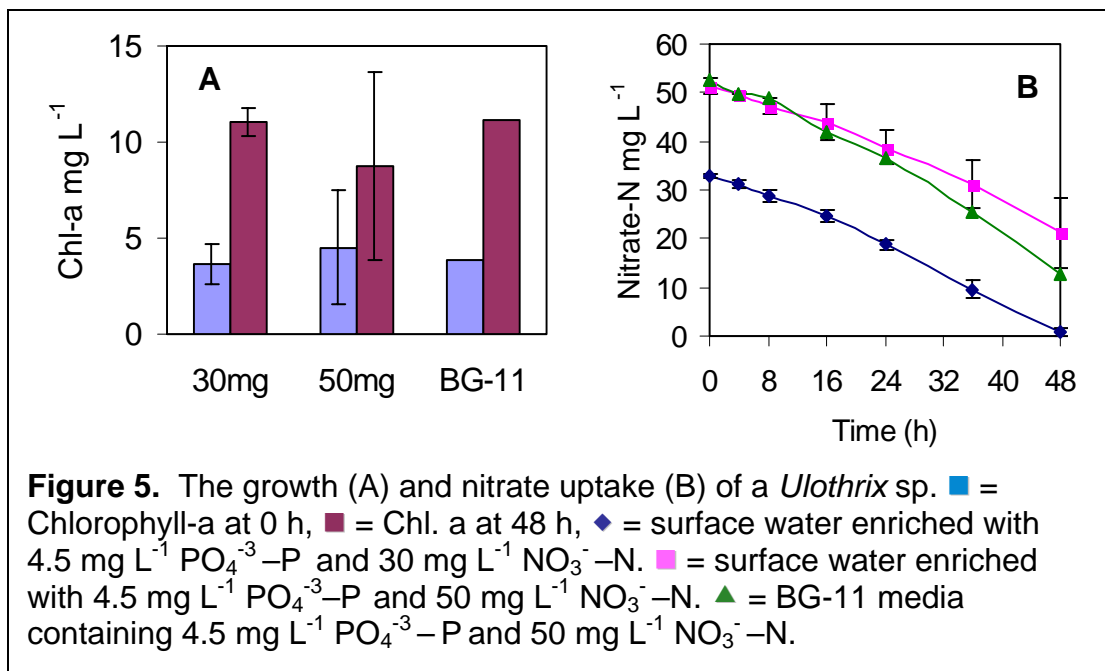 15
10
5
0
Chl-a mg L-1
A
30mg 50mg BG-11
60
50
40
30
20
10
0
Nitrate-N mg L-1
B
0 8 16 24 32 40 48
Time (h)
Figure 5. The growth (A) and nitrate uptake (B) of a Ulothrix sp. ■ =
Chlorophyll-a at 0 h, ■ = Chl. a at 48 h, ◆ = surface water enriched with
4.5 mg L-1 PO4-3 –P and 30 mg L-1 NO3- –N. ■ = surface water enriched
with 4.5 mg L-1 PO4-3–P and 50 mg L-1 NO3- –N. ▲ = BG-11 media
containing 4.5 mg L-1 PO4-3 – P and 50 mg L-1 NO3- –N.